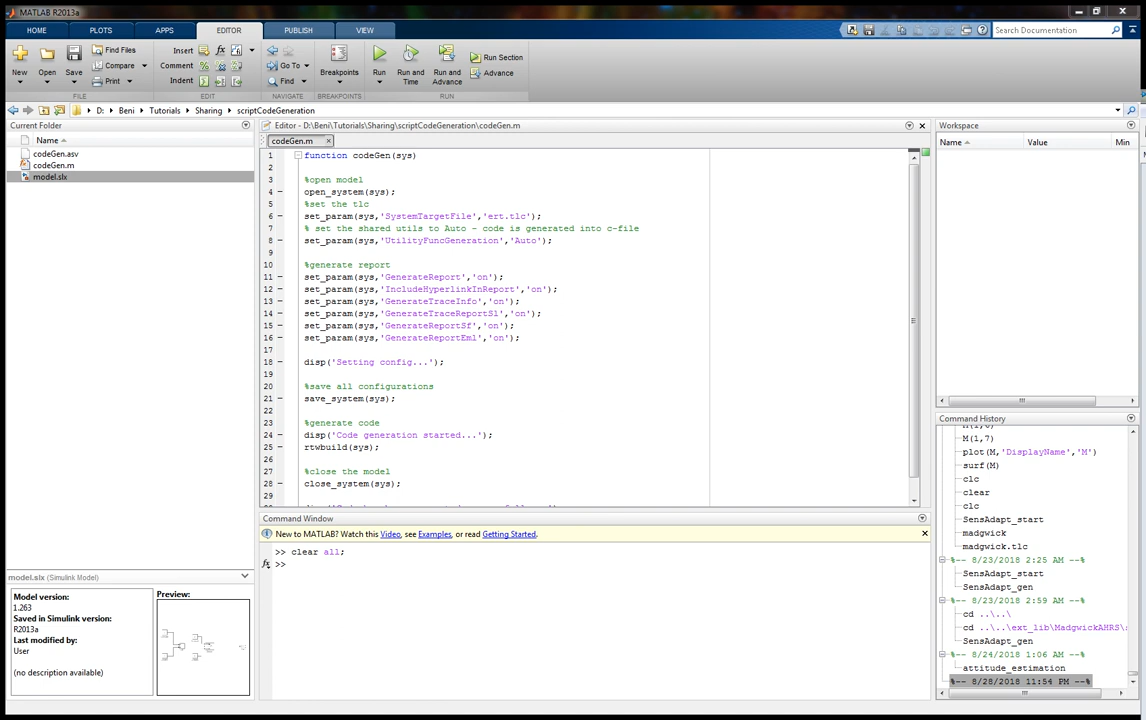 MATLAB R2013a
HOME
PLOTS
APPS
EDITOR
PUBLISH
VIEW
Search Documentation
New
Open
Save
Find Files
Compare
Print
FILE
Insert
fx
Comment
Indent
EDIT
Go To
Find
NAVIGATE
Breakpoints
BREAKPOINTS
Run
Run and Time
Run and Advance
Run Section
Advance
RUN
D: Beni Tutorials Sharing scriptCodeGeneration
Current Folder
Name
codeGen.asv
codeGen.m
model.slx
Editor - D:\Beni\Tutorials\Sharing\scriptCodeGeneration\codeGen.m
codeGen.m
1 function codeGen(sys)
2
3 %open model
4 open_system(sys);
5 %set the tlc
6 set_param(sys,'SystemTargetFile','ert.tlc');
7 % set the shared utils to Auto - code is generated into c-file
8 set_param(sys,'UtilityFuncGeneration','Auto');
9
10 %generate report
11 set_param(sys,'GenerateReport','on');
12 set_param(sys,'IncludeHyperlinkInReport','on');
13 set_param(sys,'GenerateTraceInfo','on');
14 set_param(sys,'GenerateTraceReportSl','on');
15 set_param(sys,'GenerateReportSf','on');
16 set_param(sys,'GenerateReportEml','on');
17
18 disp('Setting config...');
19
20 %save all configurations
21 save_system(sys);
22
23 %generate code
24 disp('Code generation started...');
25 rtwbuild(sys);
26
27 %close the model
28 close_system(sys);
29
Command Window
New to MATLAB? Watch this Video, see Examples, or read Getting Started.
>> clear all;
fx >>
Workspace
Name Value Min
Command History
M(1,7)
plot(M,'DisplayName','M')
surf(M)
clc
clear
clc
SensAdapt_start
madgwick
madgwick.tlc
%-- 8/23/2018 2:25 AM --%
SensAdapt_start
SensAdapt_gen
%-- 8/23/2018 2:59 AM --%
cd ..\..\
cd ..\..\ext_lib\MadgwickAHRS\
SensAdapt_gen
%-- 8/24/2018 1:06 AM --%
attitude_estimation
%-- 8/28/2018 11:54 PM --%
model.slx (Simulink Model)
Model version:
1.263
Saved in Simulink version:
R2013a
Last modified by:
User
(no description available)
Preview: